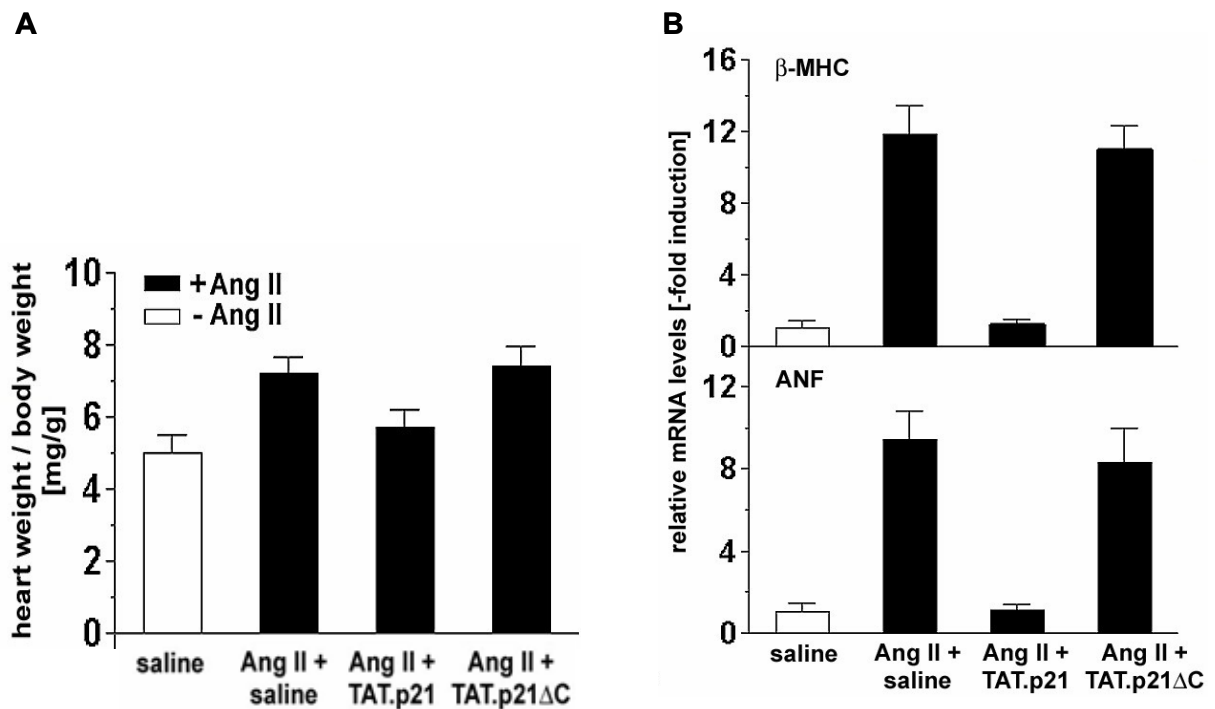 A
heart weight / body weight
[mg/g]
10
8
6
4
2
0
+Ang II
- Ang II
saline
Ang II +
saline
Ang II +
TAT.p21
Ang II +
TAT.p21ΔC
B
relative mRNA levels [-fold induction]
16
12
8
4
0
β-MHC
12
8
4
0
ANF
saline
Ang II +
saline
Ang II +
TAT.p21
Ang II +
TAT.p21ΔC